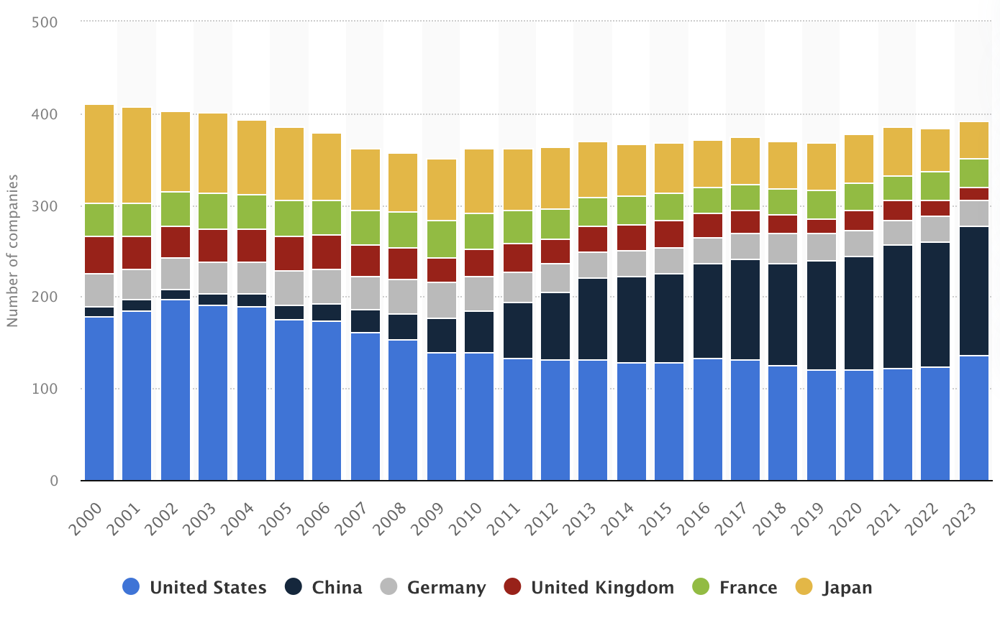 500
400
300
200
100
0
Number of companies
2000 2001 2002 2003 2004 2005 2006 2007 2008 2009 2010 2011 2012 2013 2014 2015 2016 2017 2018 2019 2020 2021 2022 2023
United States China Germany United Kingdom France Japan